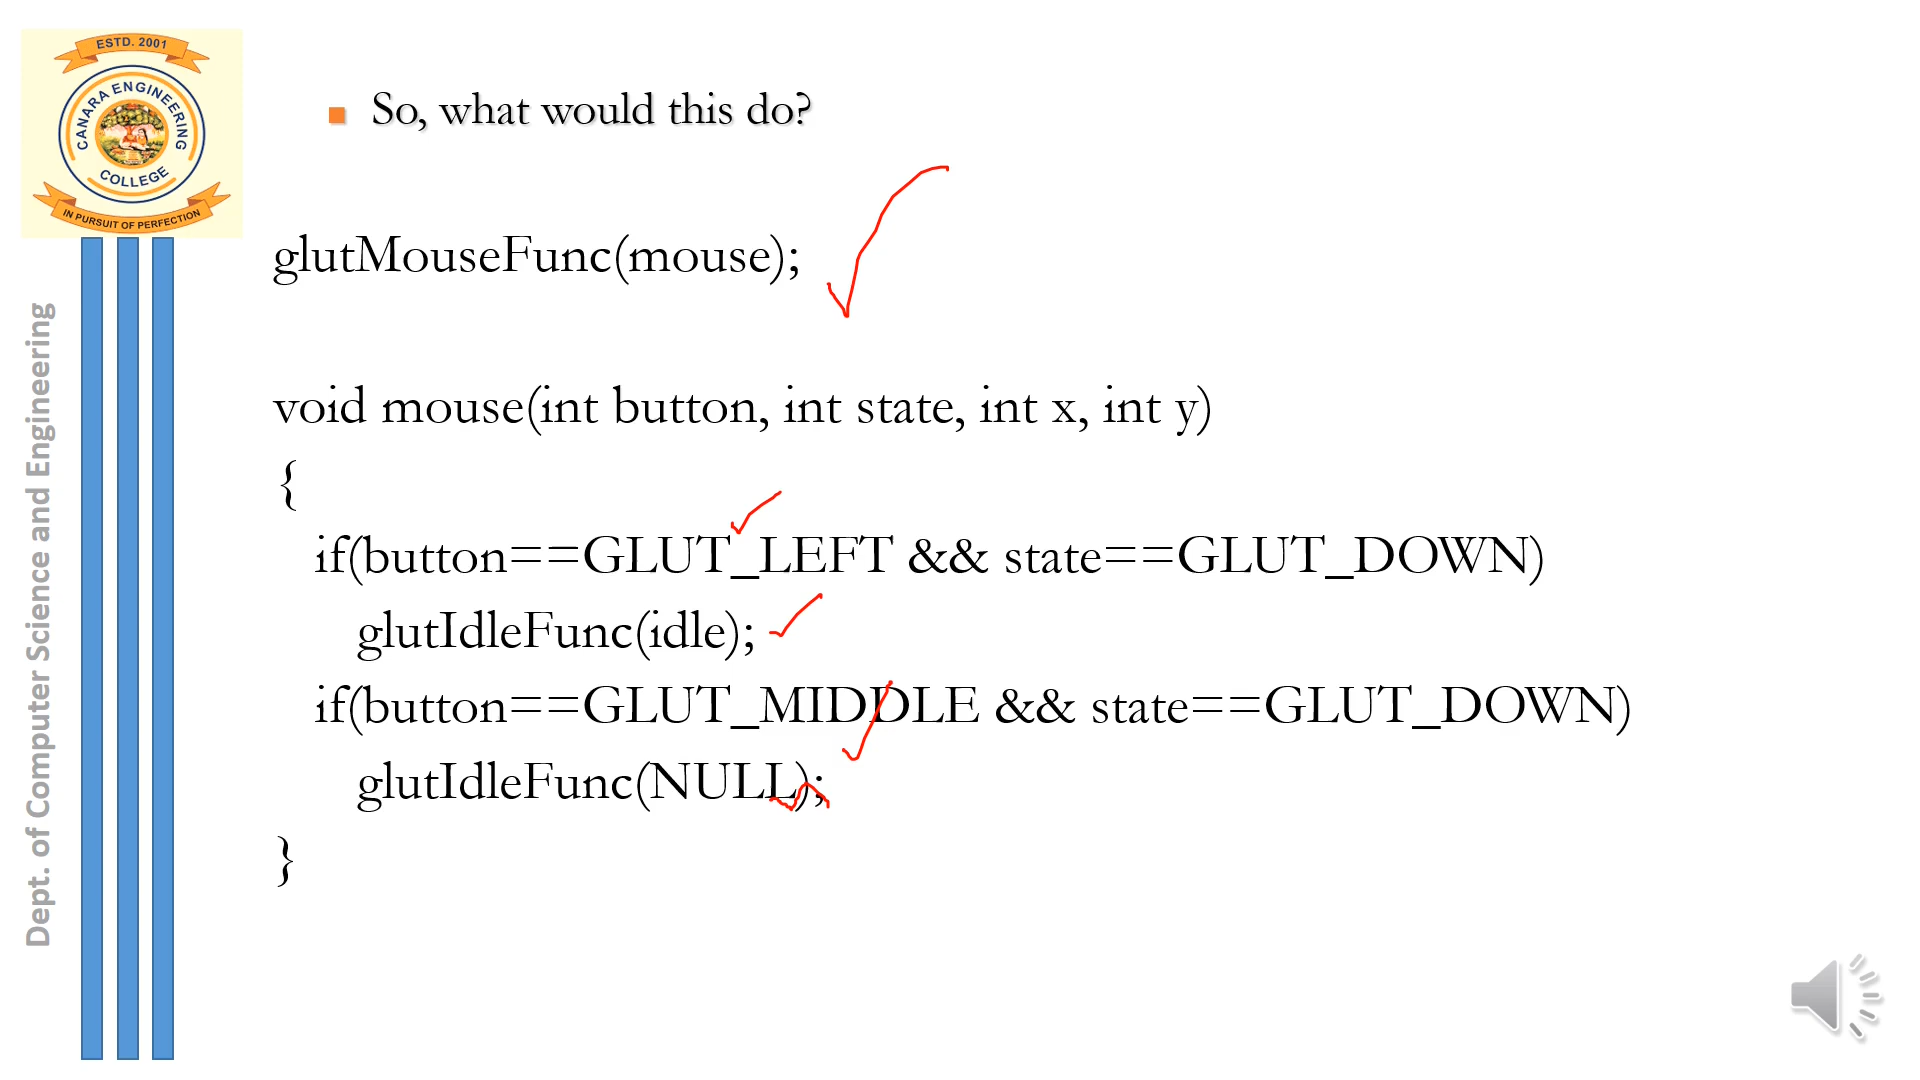 ESTD. 2001
CANARA ENGINEERING
COLLEGE
IN PURSUIT OF PERFECTION
Dept. of Computer Science and Engineering
So, what would this do?
glutMouseFunc(mouse);
void mouse(int button, int state, int x, int y)
{
if(button==GLUT_LEFT && state==GLUT_DOWN)
glutIdleFunc(idle);
if(button==GLUT_MIDDLE && state==GLUT_DOWN)
glutIdleFunc(NULL);
}